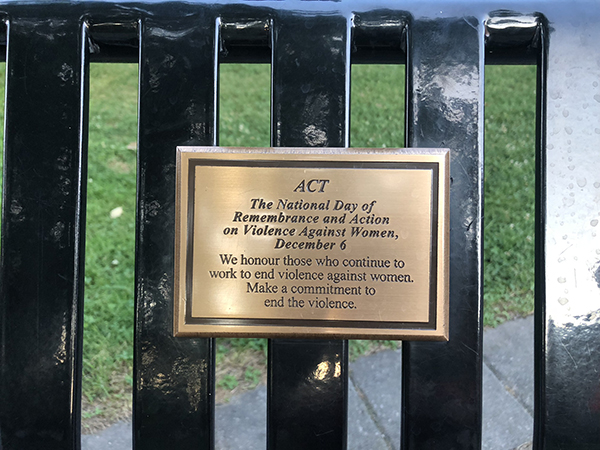 ACT
The National Day of
Remembrance and Action
on Violence Against Women,
December 6
We honour those who continue to
work to end violence against women.
Make a commitment to
end the violence.